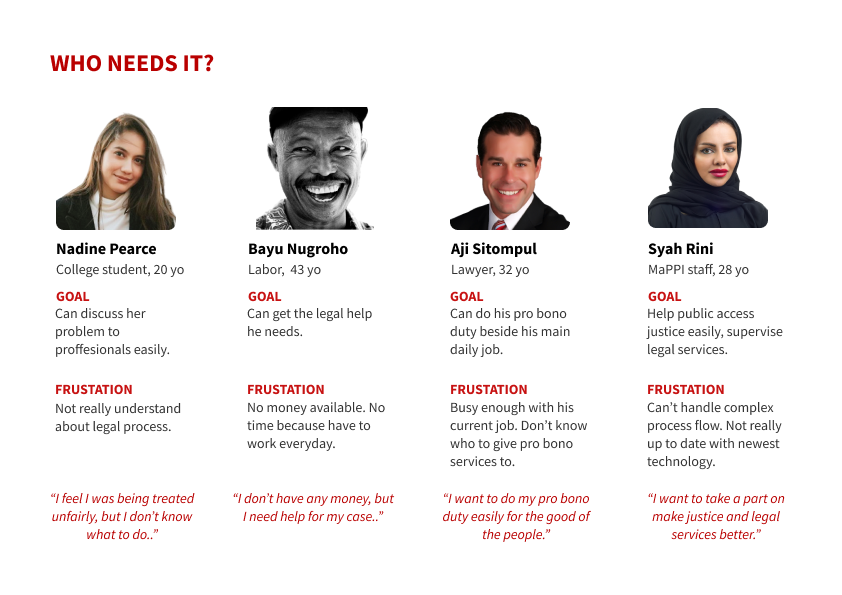 WHO NEEDS IT?
Nadine Pearce
College student, 20 yo
GOAL
Can discuss her
problem to
proffesionals easily.
FRUSTATION
Not really understand
about legal process.
“I feel I was being treated
unfairly, but I don’t know
what to do..”
Bayu Nugroho
Labor, 43 yo
GOAL
Can get the legal help
he needs.
FRUSTATION
No money available. No
time because have to
work everyday.
“I don’t have any money, but
I need help for my case..”
Aji Sitompul
Lawyer, 32 yo
GOAL
Can do his pro bono
duty beside his main
daily job.
FRUSTATION
Busy enough with his
current job. Don’t know
who to give pro bono
services to.
“I want to do my pro bono
duty easily for the good of
the people.”
Syah Rini
MaPPI staff, 28 yo
GOAL
Help public access
justice easily, supervise
legal services.
FRUSTATION
Can’t handle complex
process flow. Not really
up to date with newest
technology.
“I want to take a part on
make justice and legal
services better.”